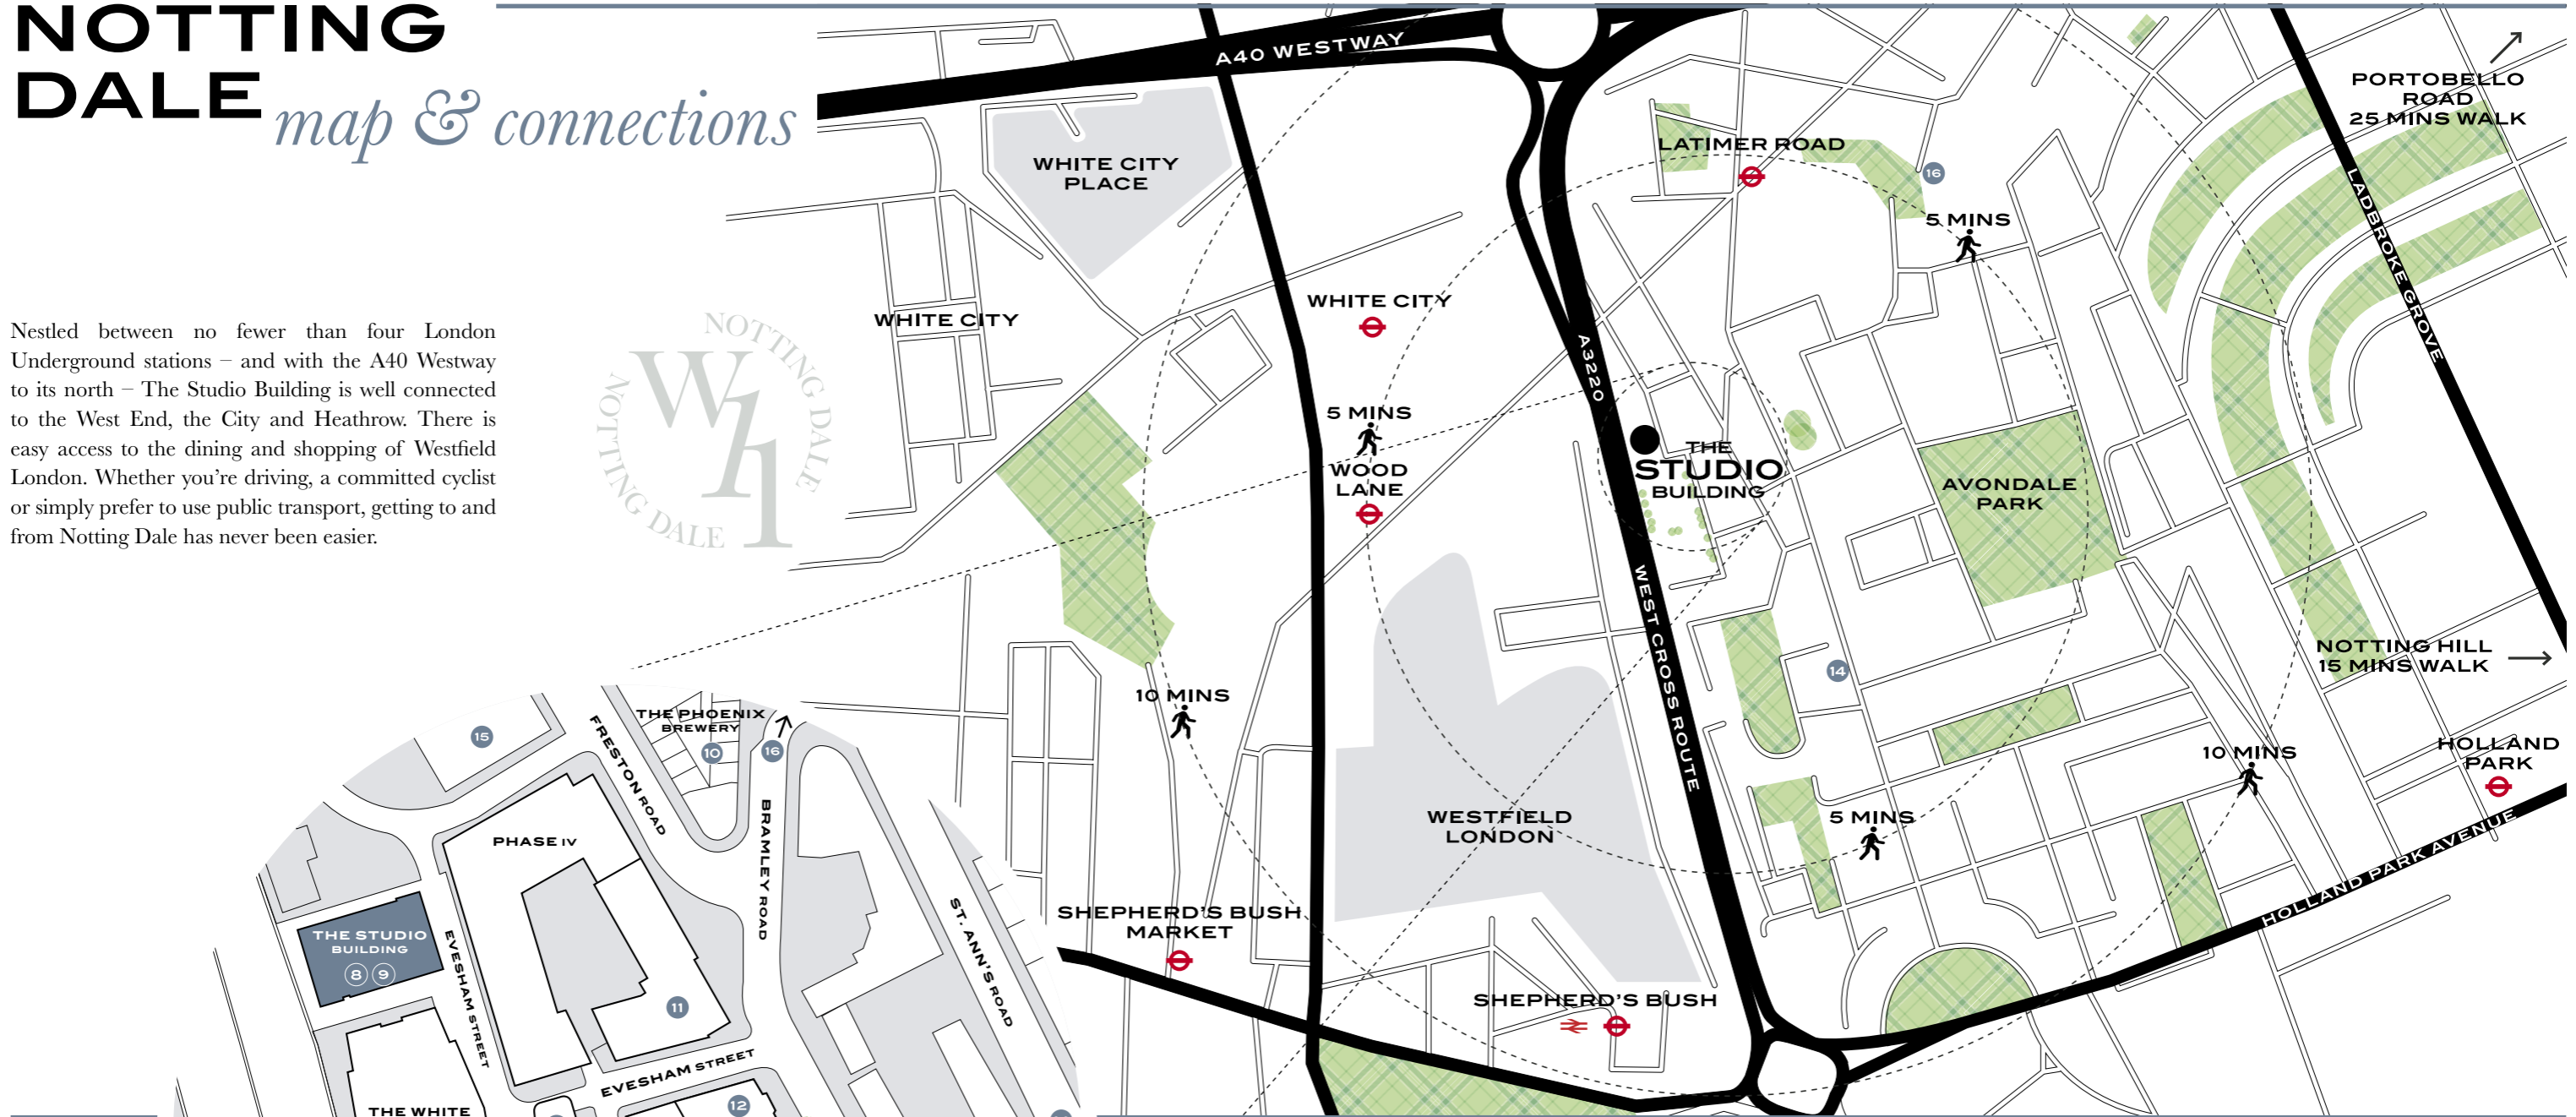 NOTTING
DALE
map & connections
Nestled between no fewer than four London
Underground stations – and with the A40 Westway
to its north – The Studio Building is well connected
to the West End, the City and Heathrow. There is
easy access to the dining and shopping of Westfield
London. Whether you're driving, a committed cyclist
or simply prefer to use public transport, getting to and
from Notting Dale has never been easier.
NOTTING DALE
W11
NOTTING DALE
A40 WESTWAY
WHITE CITY
PLACE
WHITE CITY
WHITE CITY
5 MINS
WOOD
LANE
LATIMER ROAD
16
5 MINS
PORTOBELLO
ROAD
25 MINS WALK
LADBROKE GROVE
A3220
THE
STUDIO
BUILDING
AVONDALE
PARK
WEST CROSS ROUTE
14
NOTTING HILL
15 MINS WALK
10 MINS
10 MINS
HOLLAND
PARK
5 MINS
WESTFIELD
LONDON
HOLLAND PARK AVENUE
SHEPHERD'S BUSH
MARKET
SHEPHERD'S BUSH
15
FRESTON ROAD
THE PHOENIX
BREWERY
10
16
BRAMLEY ROAD
PHASE IV
ST. ANN'S ROAD
THE STUDIO
BUILDING
8 9
EVESHAM STREET
11
EVESHAM STREET
12
THE WHITE